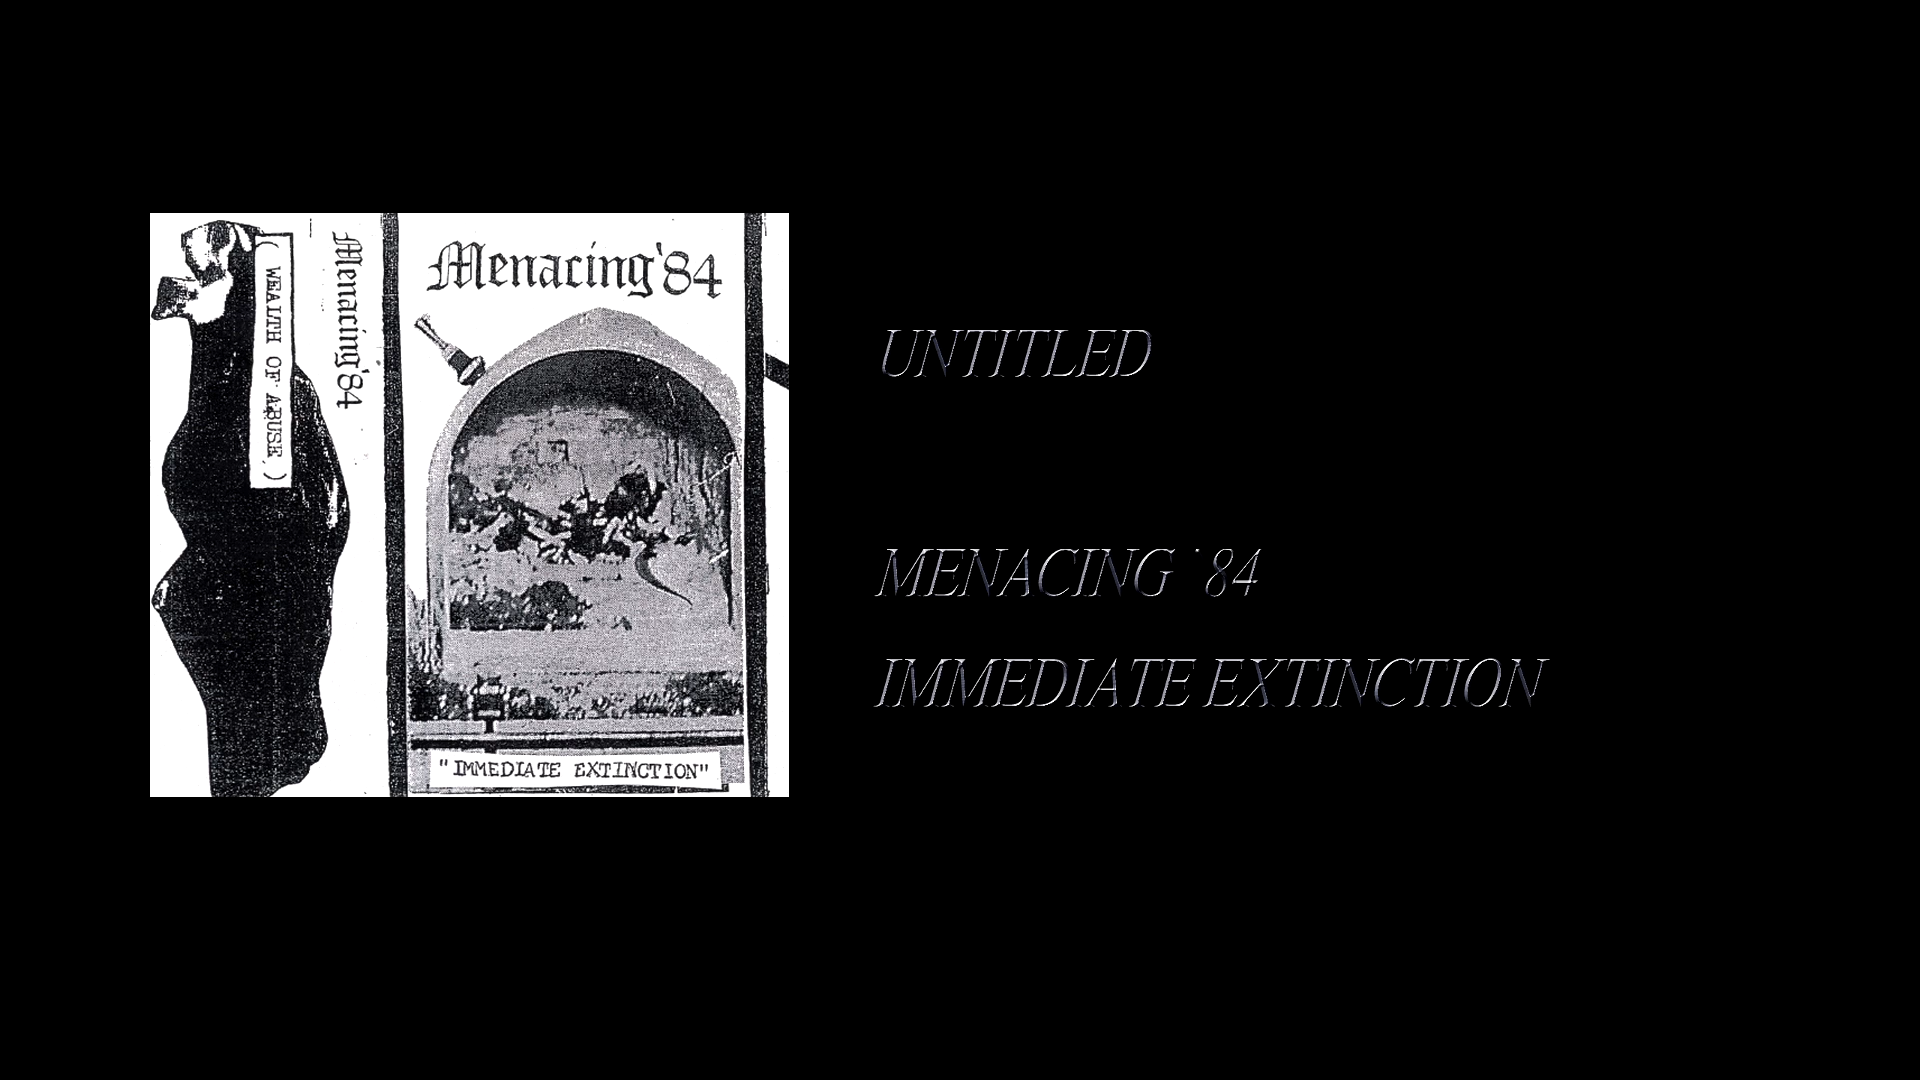 ( WEALTH OF ABUSE )
Menacing'84
Menacing'84
"IMMEDIATE EXTINCTION"
UNTITLED
MENACING '84
IMMEDIATE EXTINCTION